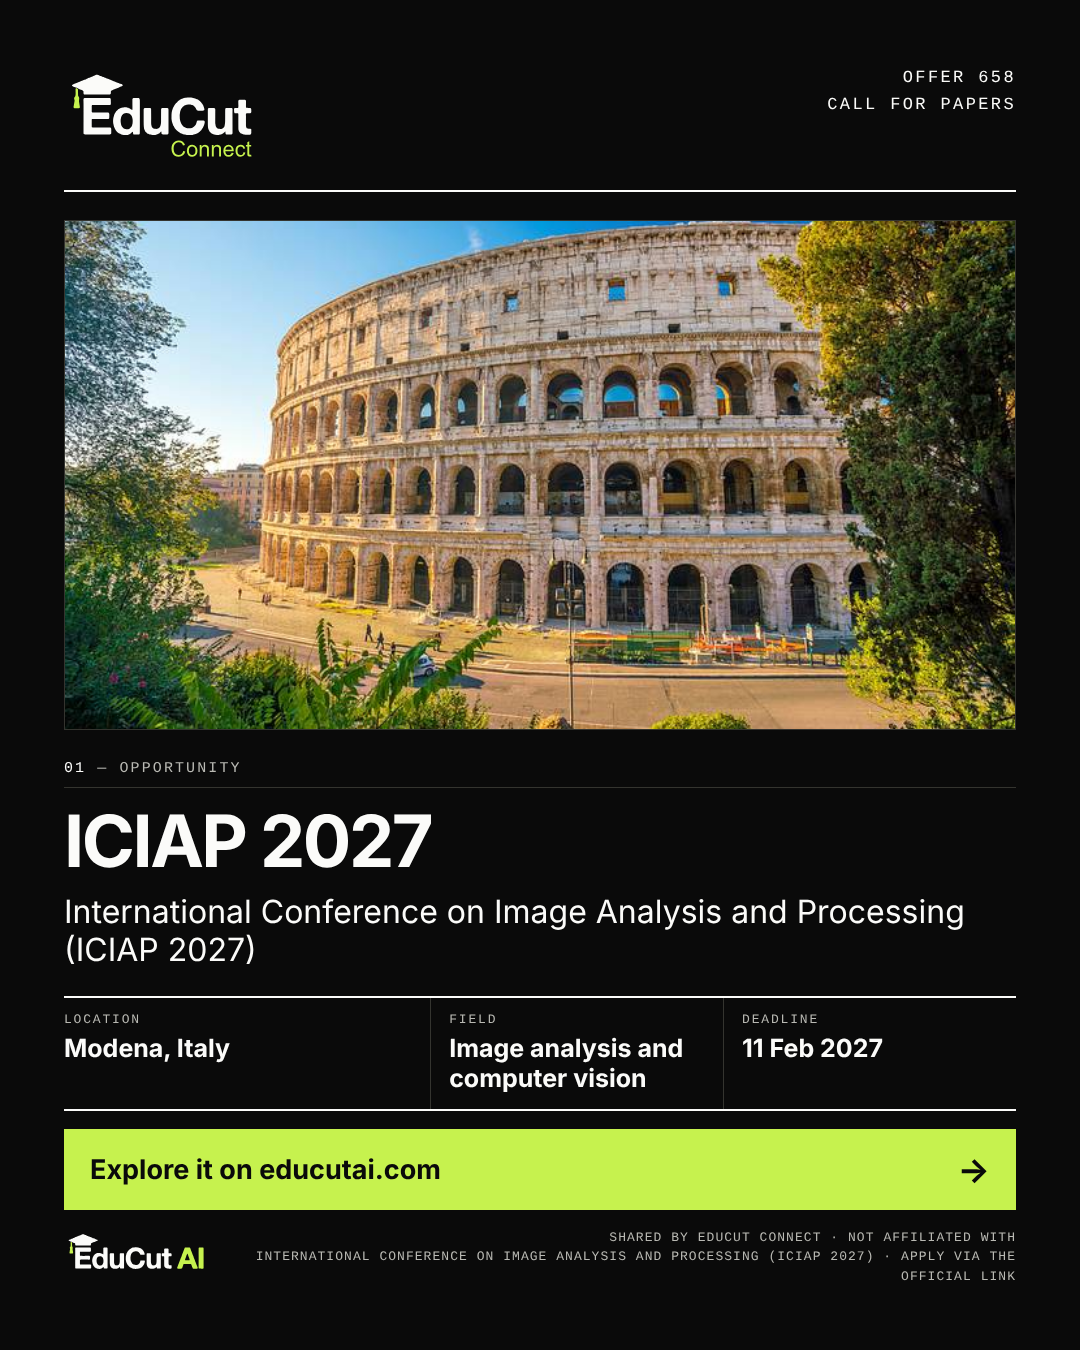 EduCut
Connect
OFFER 658
CALL FOR PAPERS
01 — OPPORTUNITY
ICIAP 2027
International Conference on Image Analysis and Processing
(ICIAP 2027)
LOCATION
Modena, Italy
FIELD
Image analysis and
computer vision
DEADLINE
11 Feb 2027
Explore it on educutai.com →
EduCut AI
SHARED BY EDUCUT CONNECT · NOT AFFILIATED WITH
INTERNATIONAL CONFERENCE ON IMAGE ANALYSIS AND PROCESSING (ICIAP 2027) · APPLY VIA THE
OFFICIAL LINK